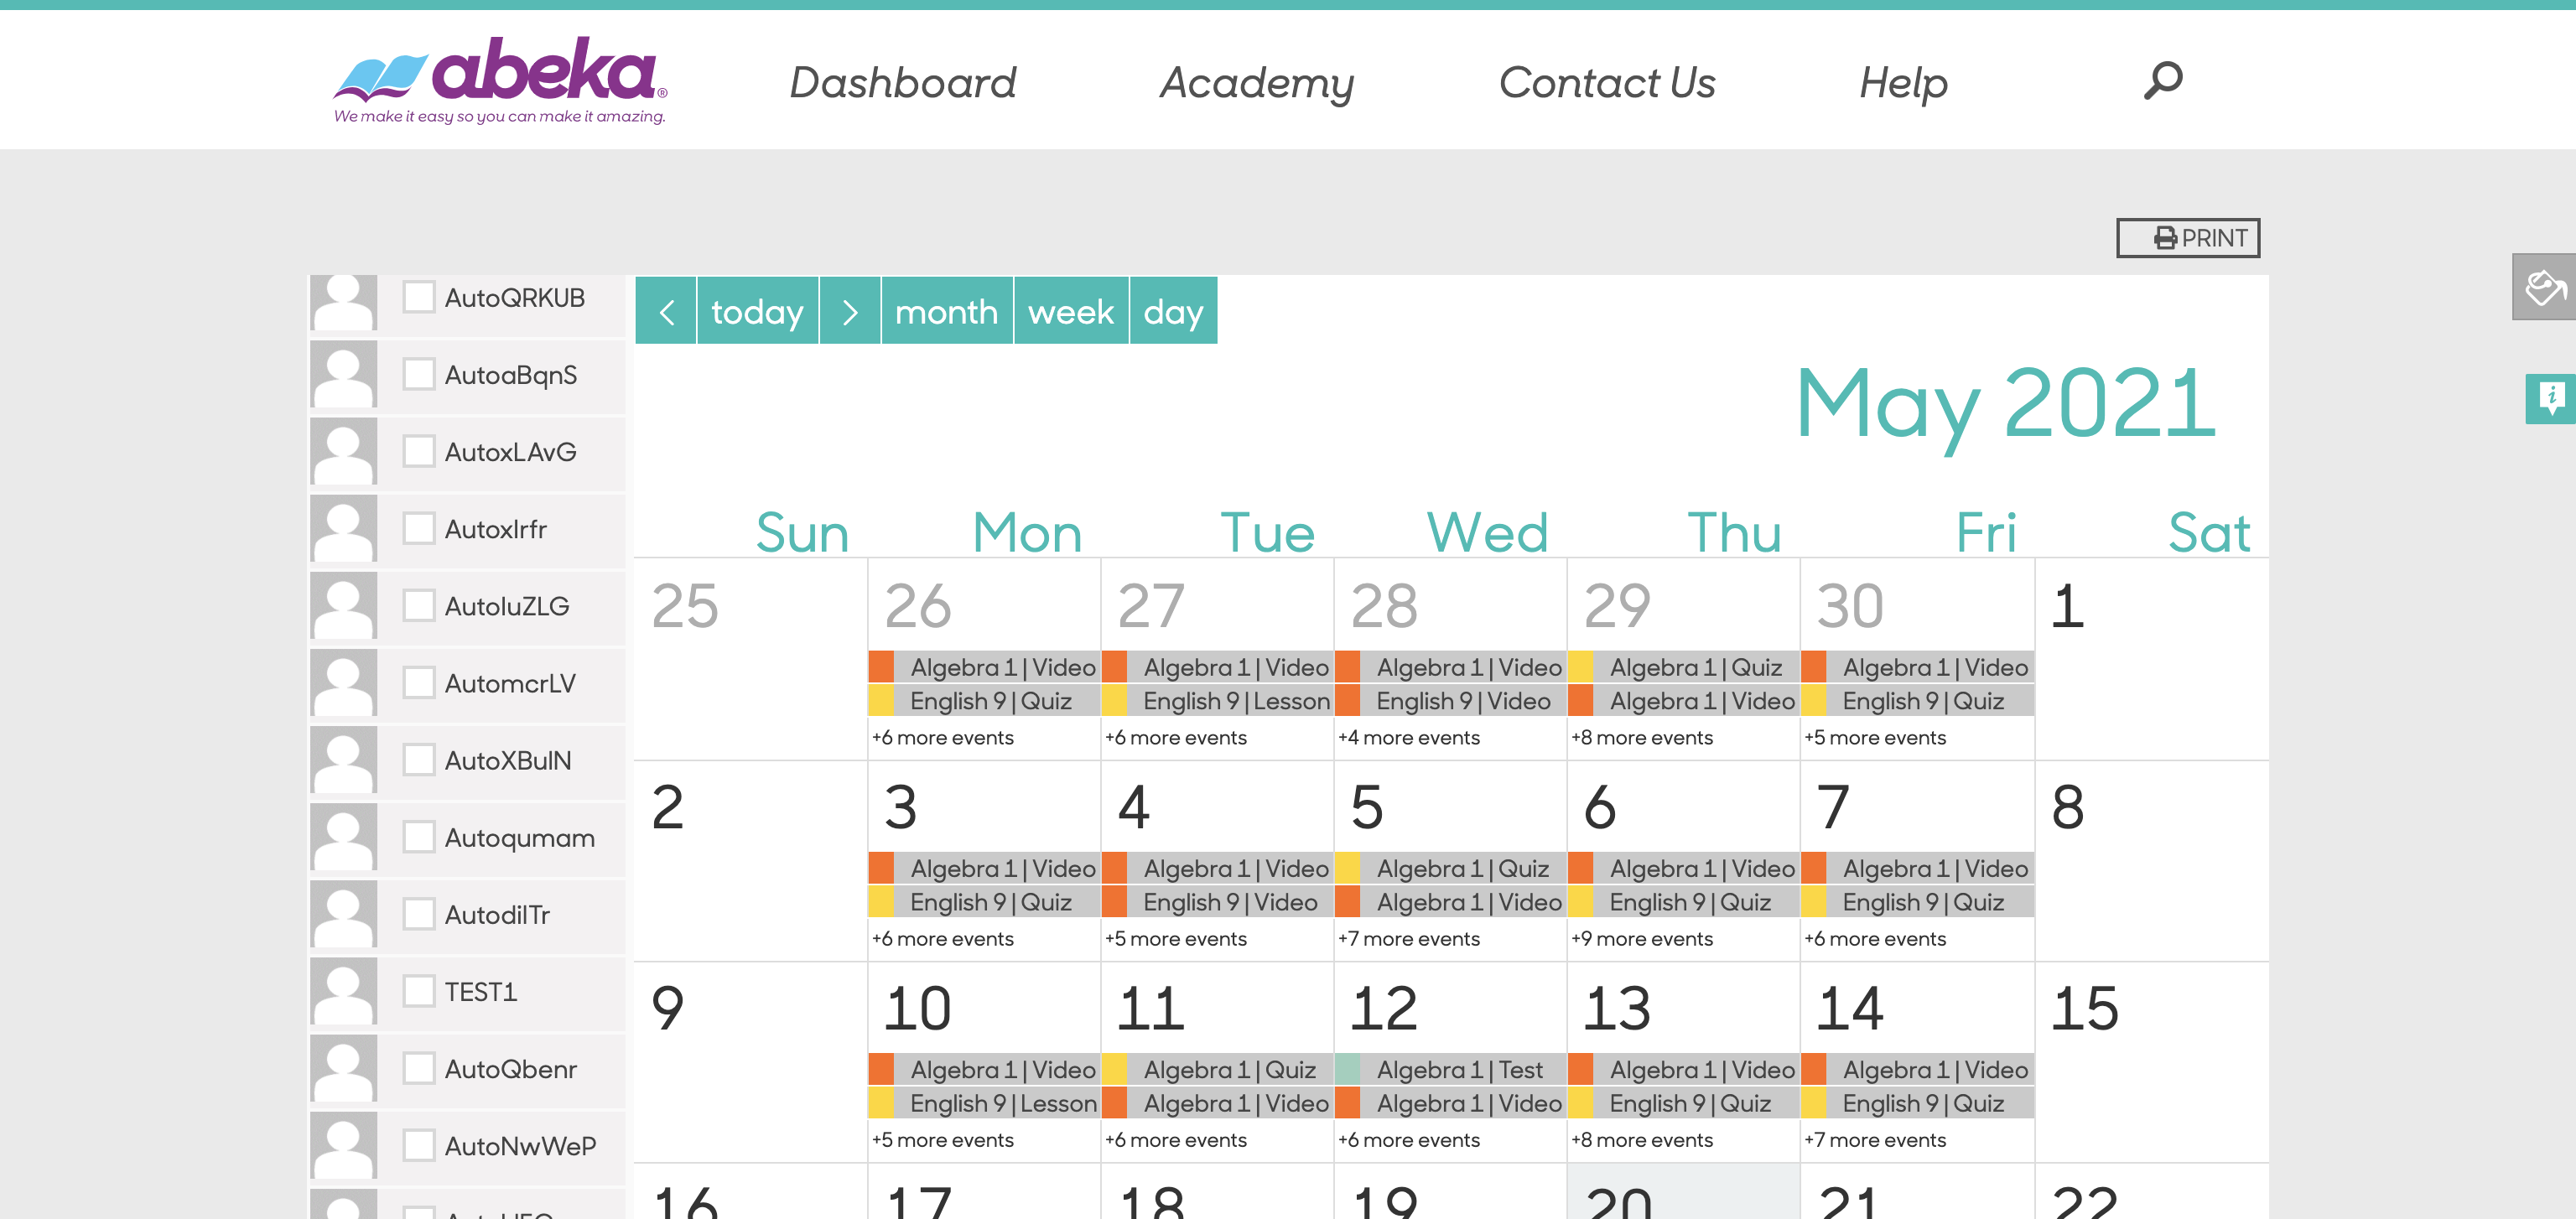 abeka®
We make it easy so you can make it amazing.
Dashboard Academy Contact Us Help
PRINT
AutoQRKUB
AutoaBqnS
AutoxLAvG
Autoxlrfr
AutoluZLG
AutomcrLV
AutoXBulN
Autoqumam
AutodilTr
TEST1
AutoQbenr
AutoNwWeP
< today > month week day
May 2021
Sun Mon Tue Wed Thu Fri Sat
25 26 27 28 29 30 1
Algebra 1 | Video Algebra 1 | Video Algebra 1 | Video Algebra 1 | Quiz Algebra 1 | Video
English 9 | Quiz English 9 | Lesson English 9 | Video Algebra 1 | Video English 9 | Quiz
+6 more events +6 more events +4 more events +8 more events +5 more events
2 3 4 5 6 7 8
Algebra 1 | Video Algebra 1 | Video Algebra 1 | Quiz Algebra 1 | Video Algebra 1 | Video
English 9 | Quiz English 9 | Video Algebra 1 | Video English 9 | Quiz English 9 | Quiz
+6 more events +5 more events +7 more events +9 more events +6 more events
9 10 11 12 13 14 15
Algebra 1 | Video Algebra 1 | Quiz Algebra 1 | Test Algebra 1 | Video Algebra 1 | Video
English 9 | Lesson Algebra 1 | Video Algebra 1 | Video English 9 | Quiz English 9 | Quiz
+5 more events +6 more events +6 more events +8 more events +7 more events
16 17 18 19 20 21 22